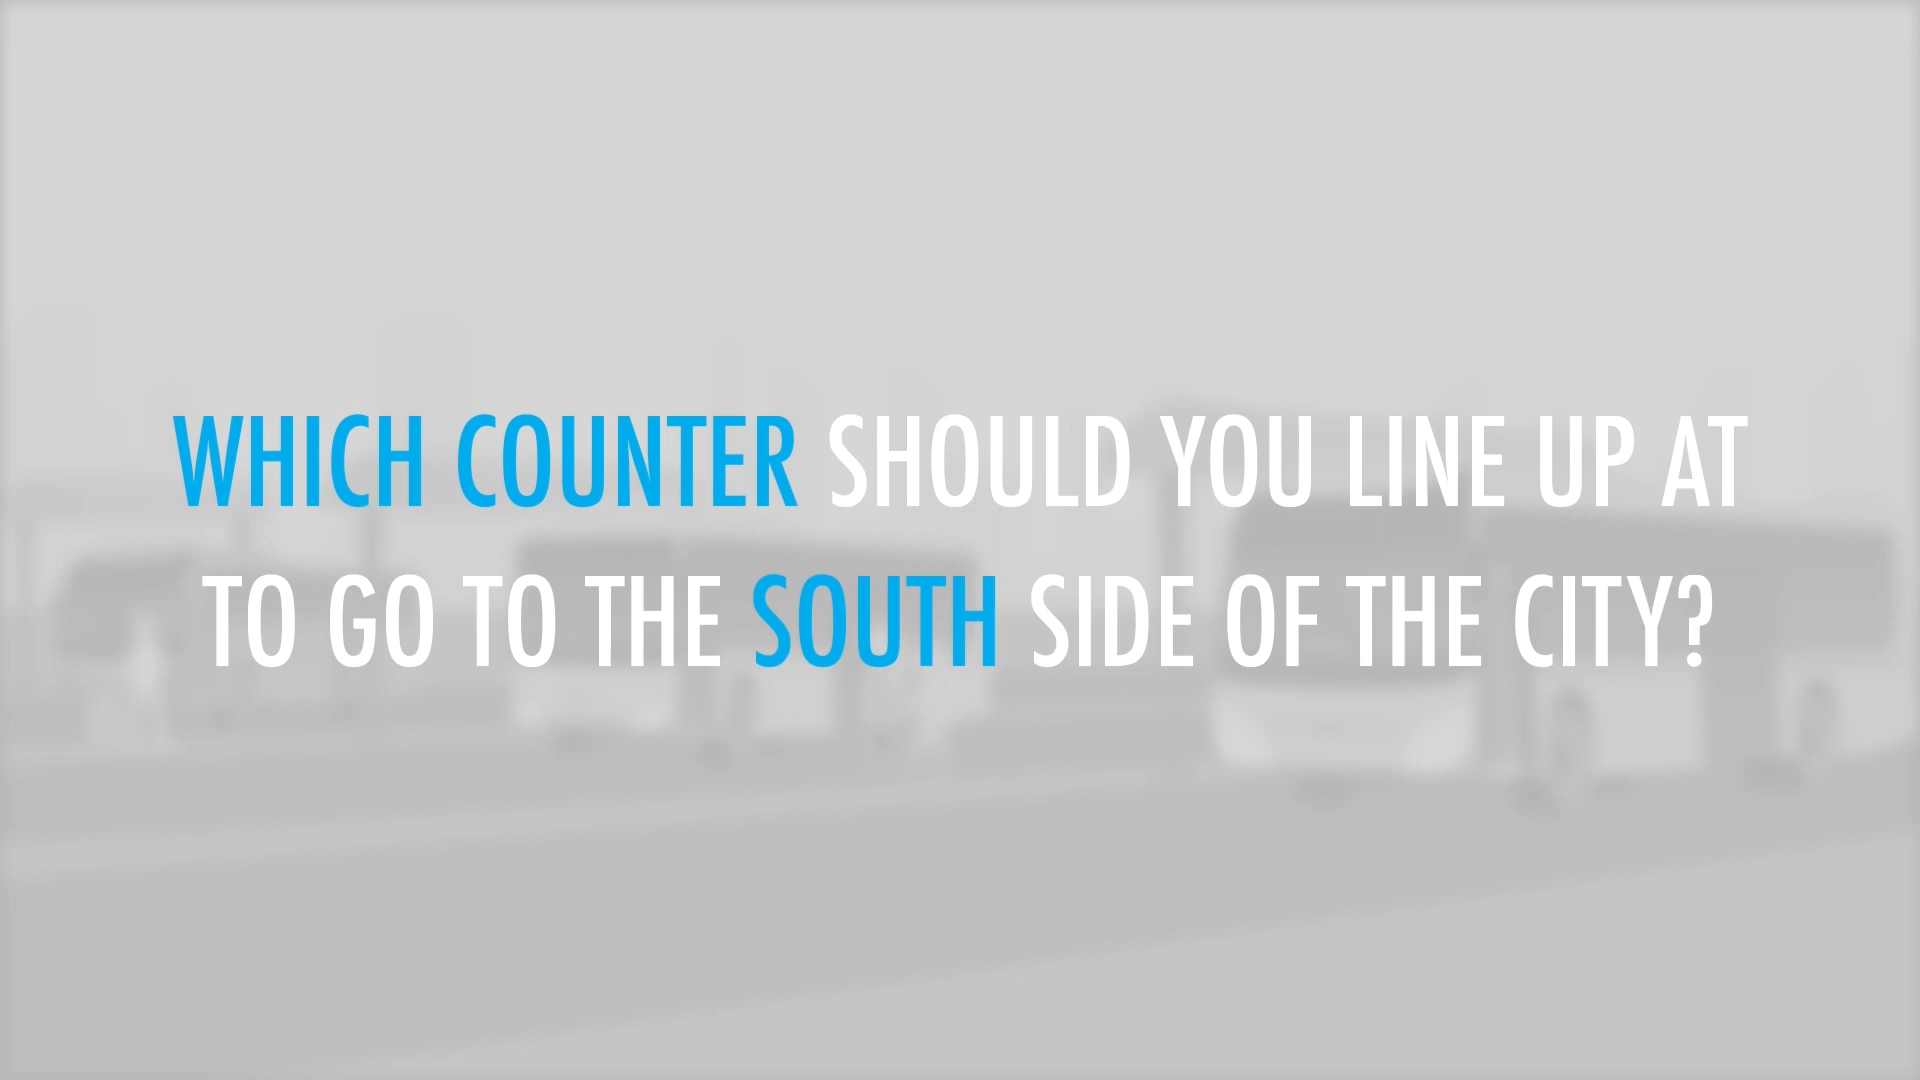 WHICH COUNTER SHOULD YOU LINE UP AT
TO GO TO THE SOUTH SIDE OF THE CITY?